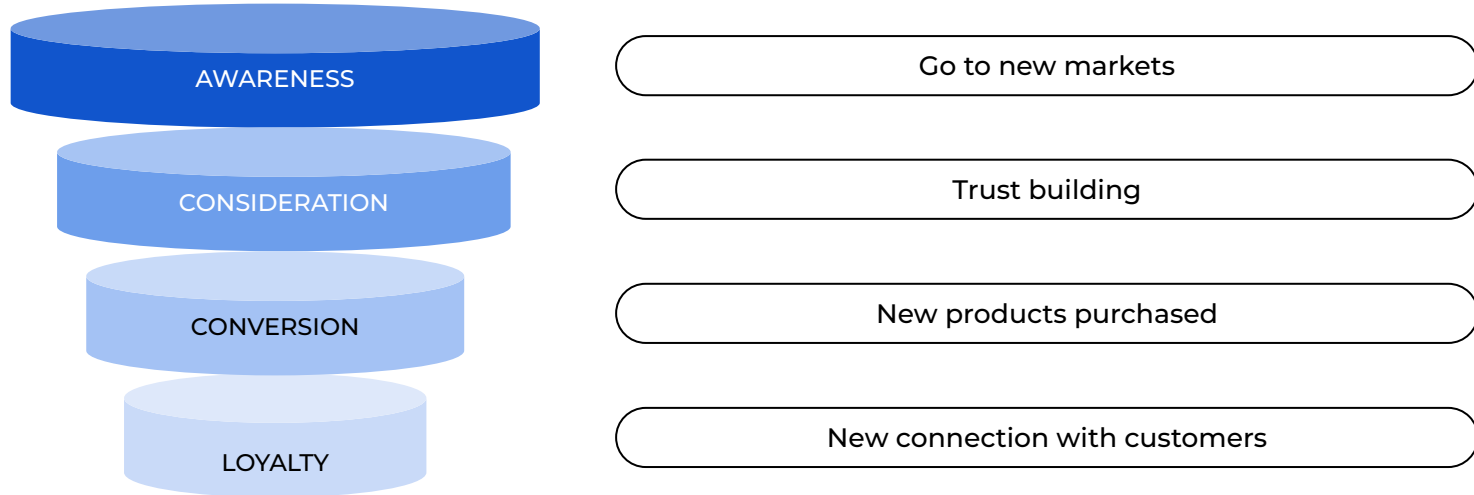 AWARENESS
Go to new markets
CONSIDERATION
Trust building
CONVERSION
New products purchased
LOYALTY
New connection with customers